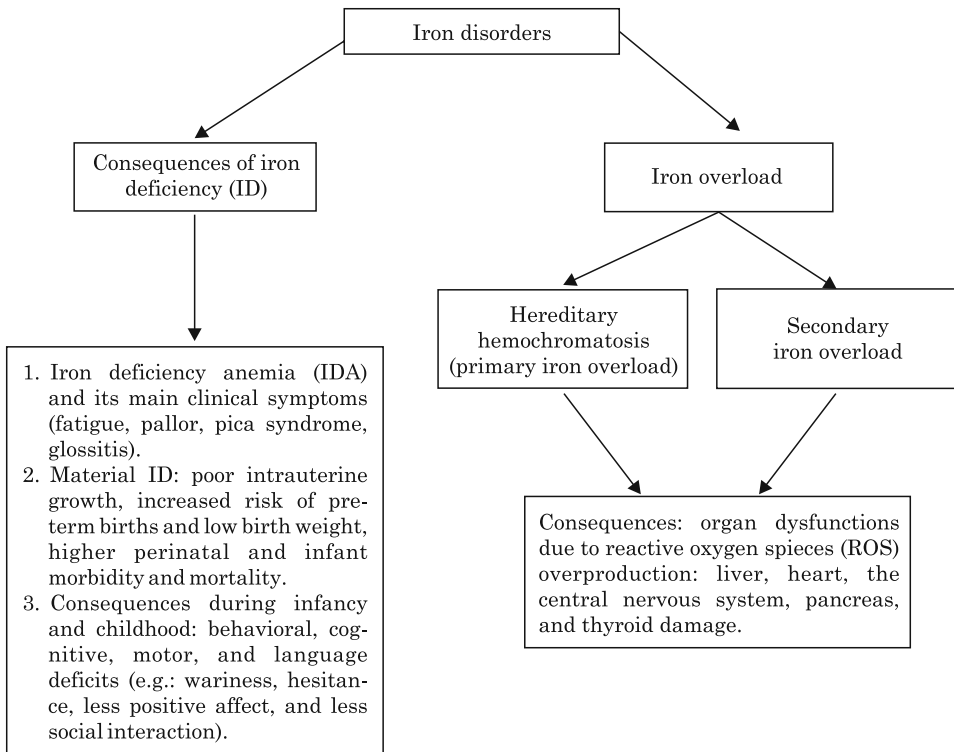 Iron disorders
Consequences of iron
deficiency (ID)
Iron overload
Hereditary
hemochromatosis
(primary iron overload)
Secondary
iron overload
1. Iron deficiency anemia (IDA)
and its main clinical symptoms
(fatigue, pallor, pica syndrome,
glossitis).
2. Material ID: poor intrauterine
growth, increased risk of pre-
term births and low birth weight,
higher perinatal and infant
morbidity and mortality.
3. Consequences during infancy
and childhood: behavioral, cog-
nitive, motor, and language
deficits (e.g.: wariness, hesitan-
ce, less positive affect, and less
social interaction).
Consequences: organ dysfunctions
due to reactive oxygen spieces (ROS)
overproduction: liver, heart, the
central nervous system, pancreas,
and thyroid damage.